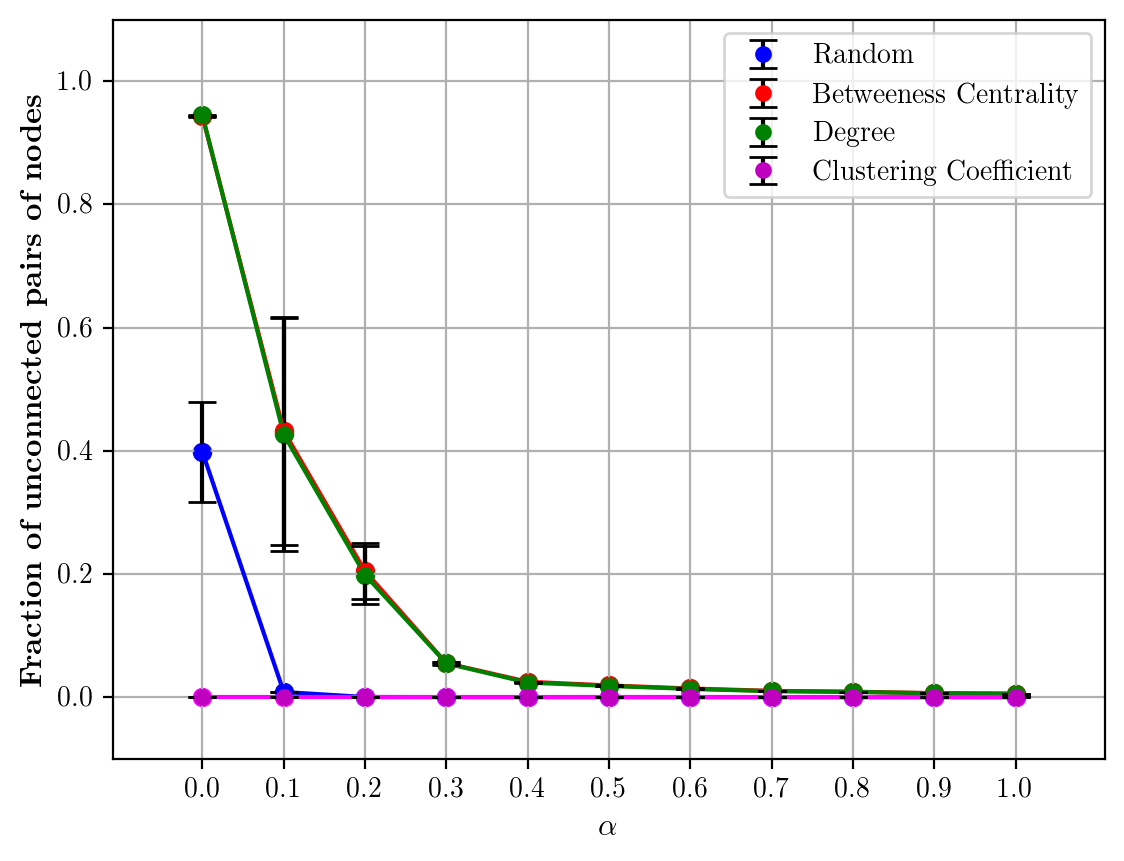 Fraction of unconnected pairs of nodes
1.0
0.8
0.6
0.4
0.2
0.0
Random
Betweeness Centrality
Degree
Clustering Coefficient
0.0 0.1 0.2 0.3 0.4 0.5 0.6 0.7 0.8 0.9 1.0
α